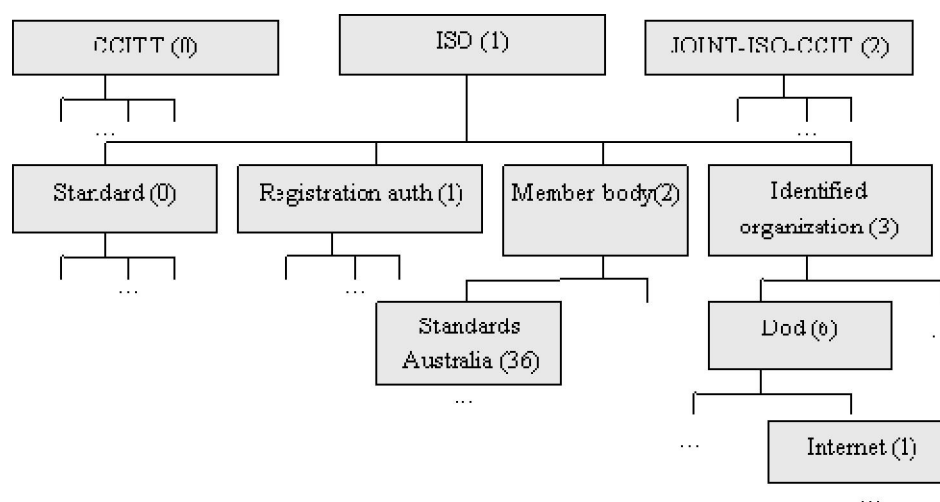 CCITT (0)
ISO (1)
JOINT-ISO-CCIT (2)
...
...
Standard (0)
Registration auth (1)
Member body(2)
Identified
organization (3)
...
...
Standards
Australia (36)
Dod (6)
.
...
...
Internet (1)
...